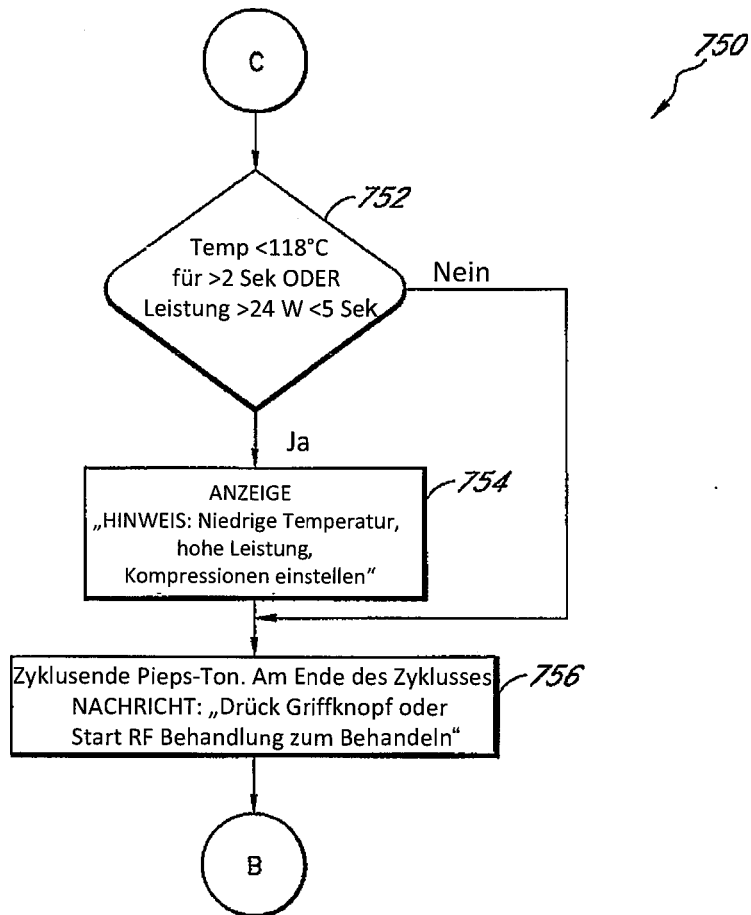 C
750
752
Temp <118°C
für >2 Sek ODER
Leistung >24 W <5 Sek
Nein
Ja
754
ANZEIGE
„HINWEIS: Niedrige Temperatur,
hohe Leistung,
Kompressionen einstellen“
756
Zyklusende Pieps-Ton. Am Ende des Zyklusses
NACHRICHT: „Drück Griffknopf oder
Start RF Behandlung zum Behandeln“
B